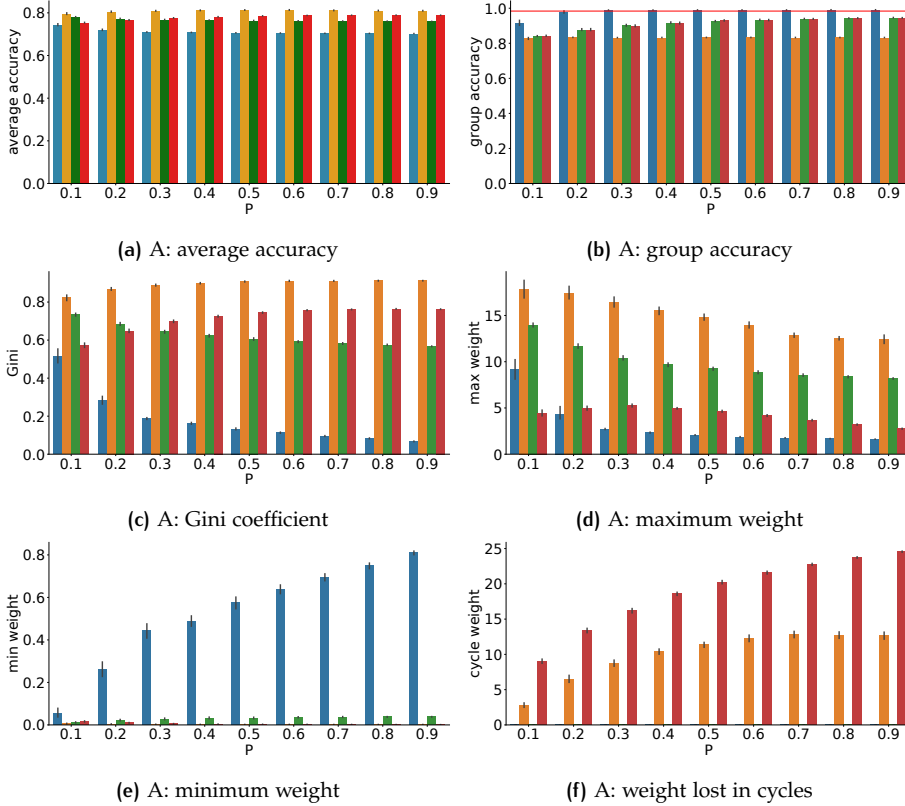 0.8
0.6
0.4
0.2
0.0
average accuracy
0.1 0.2 0.3 0.4 0.5 0.6 0.7 0.8 0.9
P
(a) A: average accuracy
1.0
0.8
0.6
0.4
0.2
0.0
group accuracy
0.1 0.2 0.3 0.4 0.5 0.6 0.7 0.8 0.9
P
(b) A: group accuracy
0.8
0.6
0.4
0.2
0.0
Gini
0.1 0.2 0.3 0.4 0.5 0.6 0.7 0.8 0.9
P
(c) A: Gini coefficient
15
10
5
0
max weight
0.1 0.2 0.3 0.4 0.5 0.6 0.7 0.8 0.9
P
(d) A: maximum weight
0.8
0.6
0.4
0.2
0.0
min weight
0.1 0.2 0.3 0.4 0.5 0.6 0.7 0.8 0.9
P
(e) A: minimum weight
25
20
15
10
5
0
cycle weight
0.1 0.2 0.3 0.4 0.5 0.6 0.7 0.8 0.9
P
(f) A: weight lost in cycles